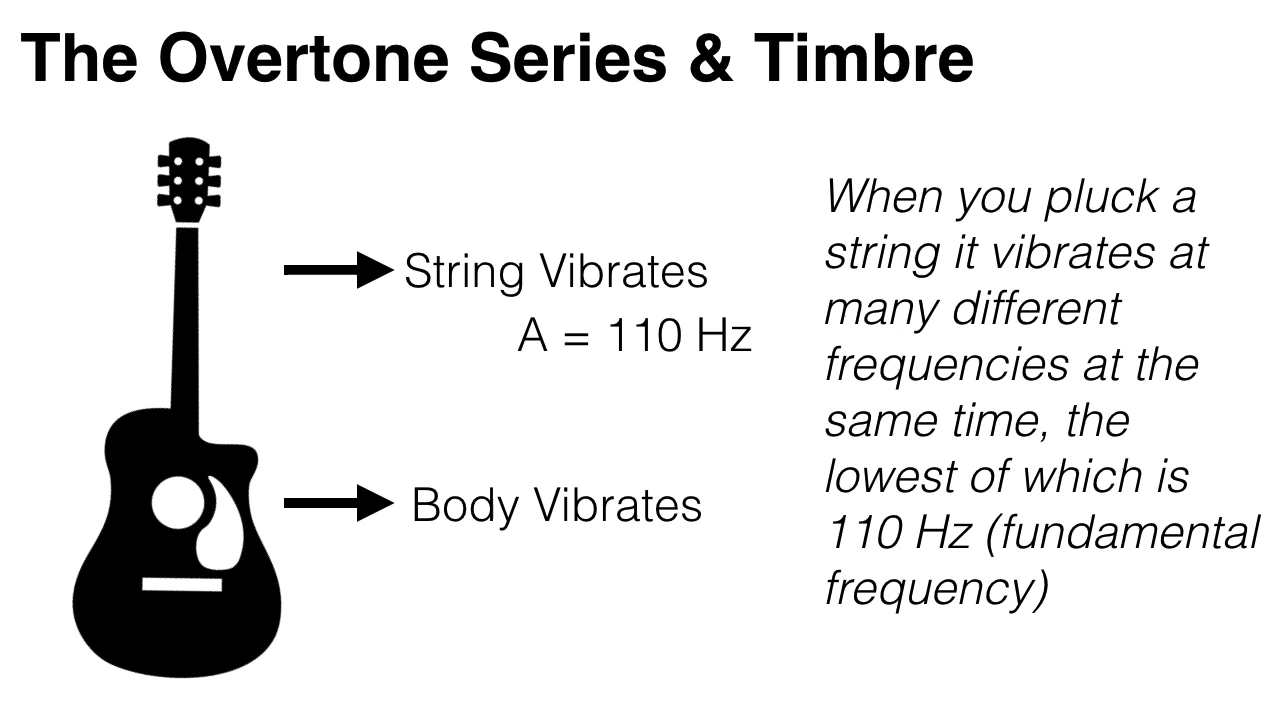 The Overtone Series & Timbre
String Vibrates
A = 110 Hz
Body Vibrates
When you pluck a
string it vibrates at
many different
frequencies at the
same time, the
lowest of which is
110 Hz (fundamental
frequency)